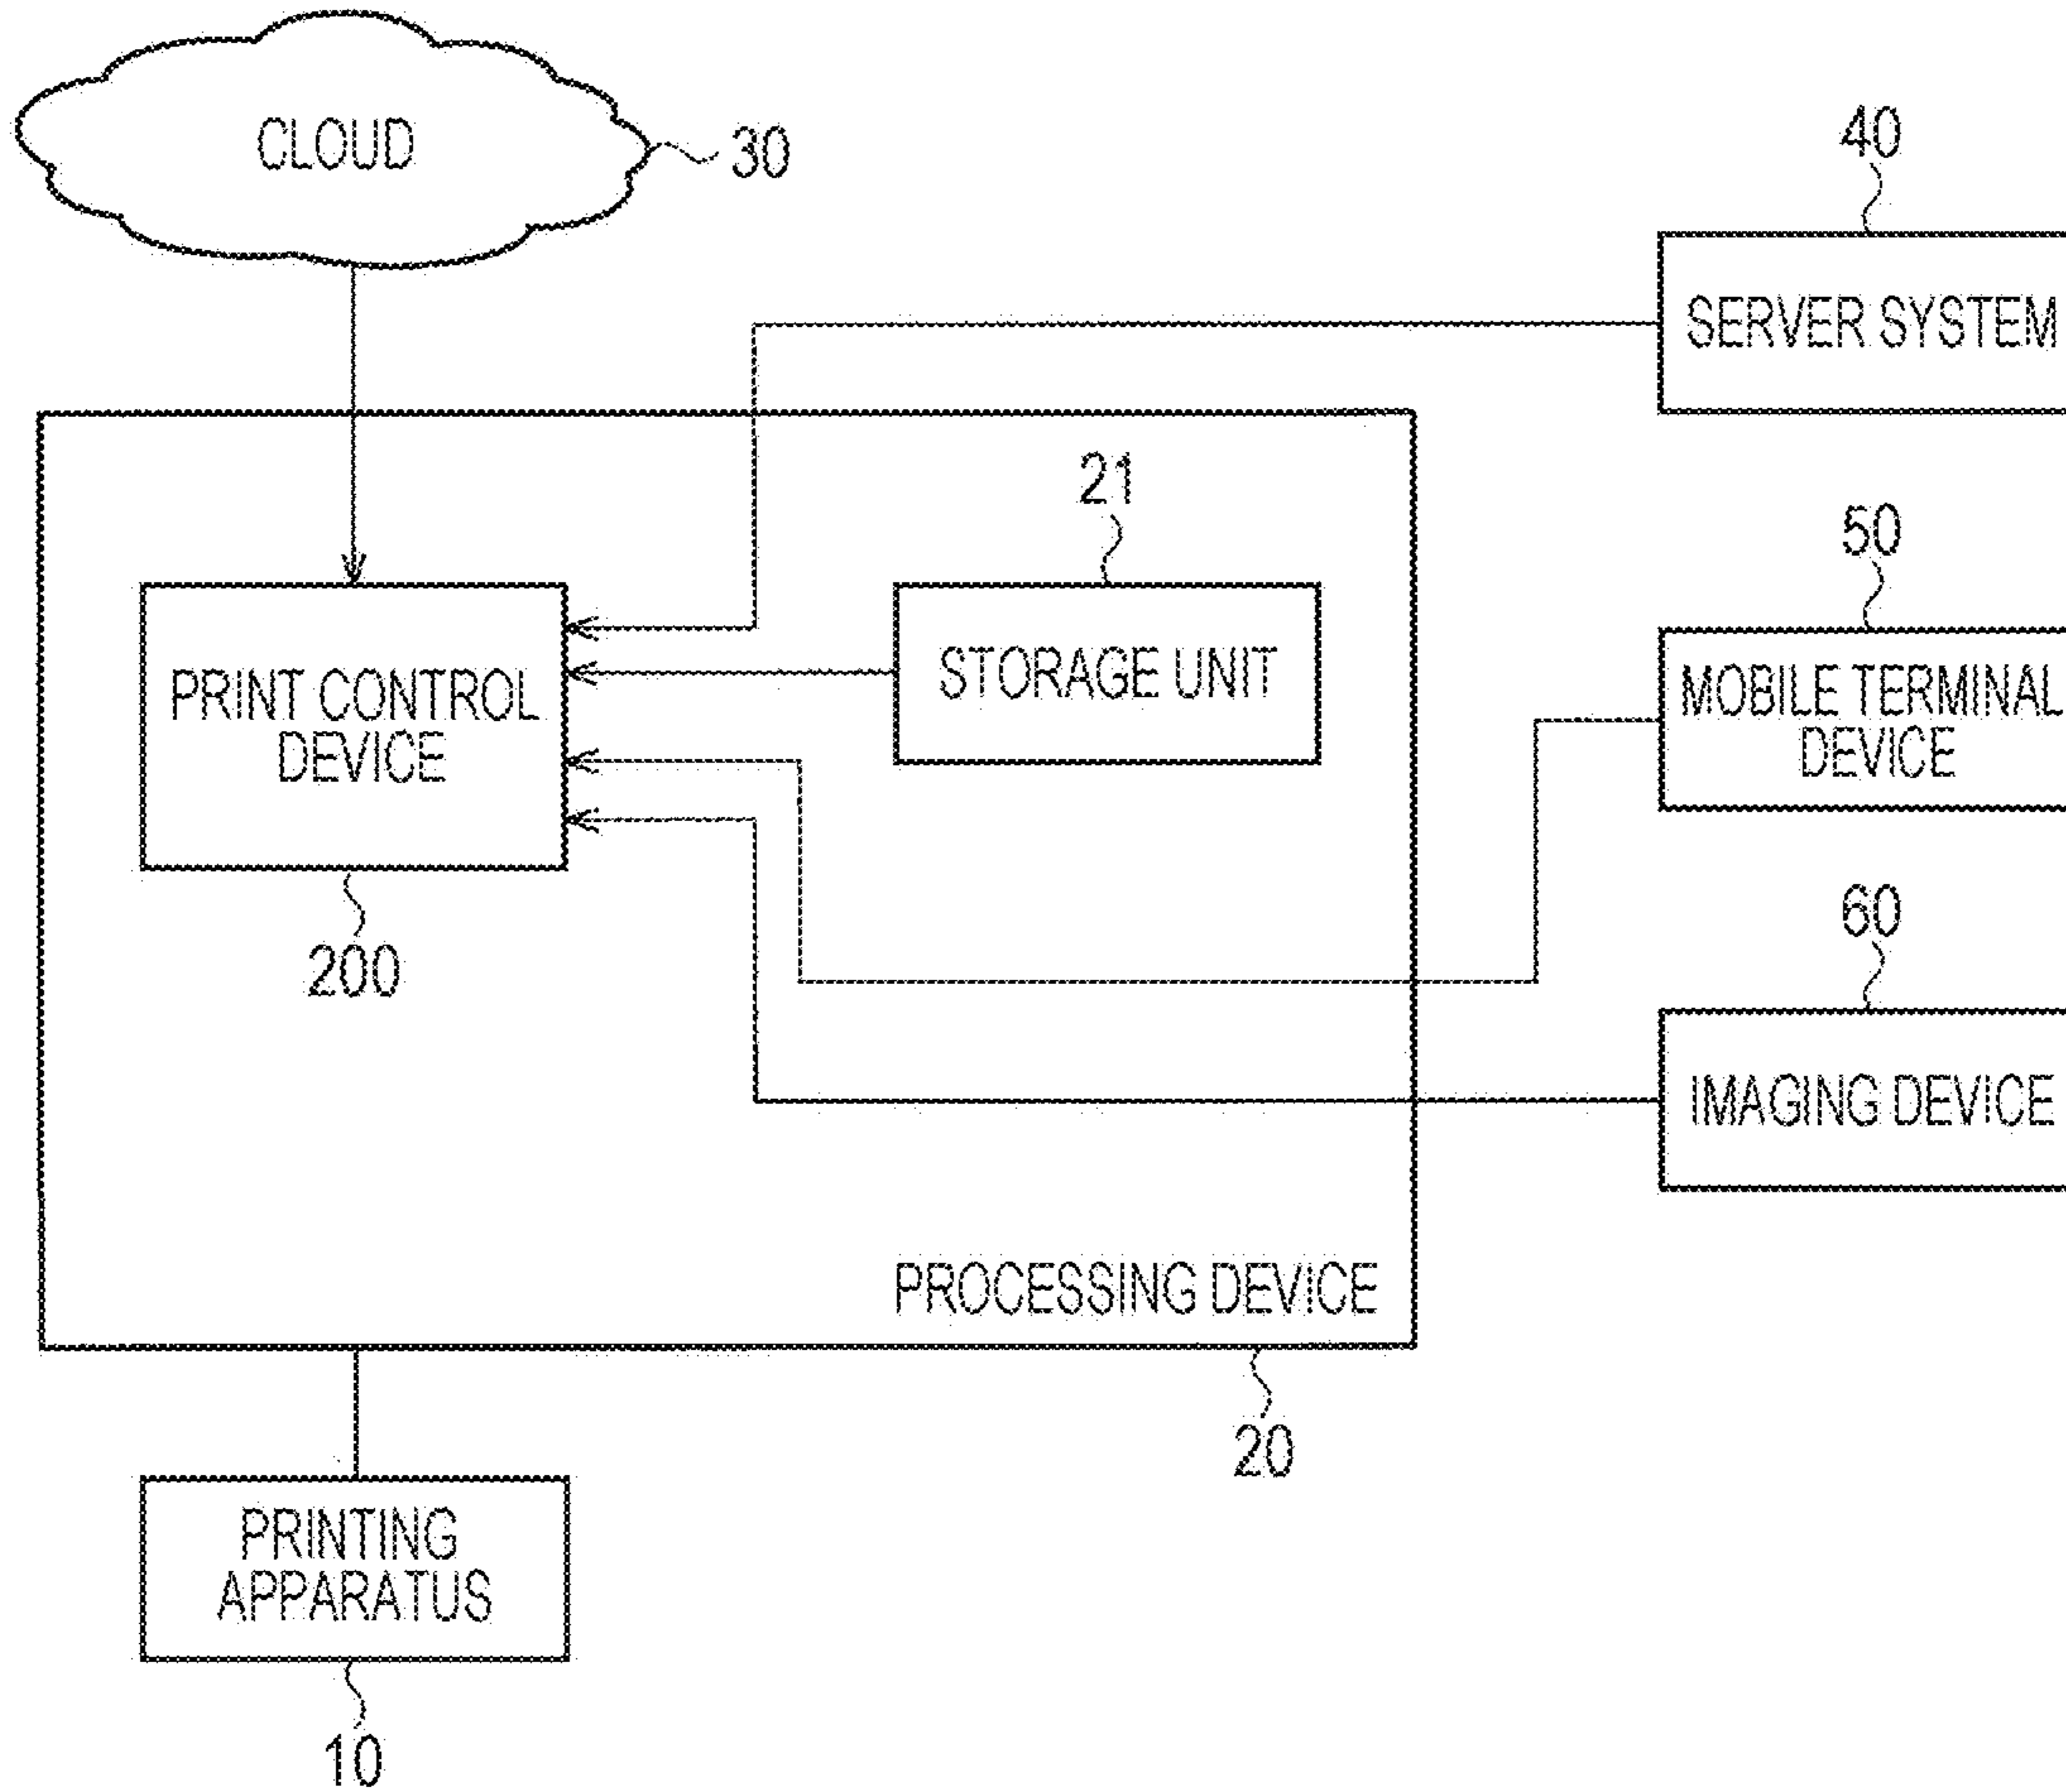 CLOUD
30
40
SERVER SYSTEM
21
STORAGE UNIT
50
MOBILE TERMINAL
DEVICE
PRINT CONTROL
DEVICE
200
60
IMAGING DEVICE
PROCESSING DEVICE
20
PRINTING
APPARATUS
10